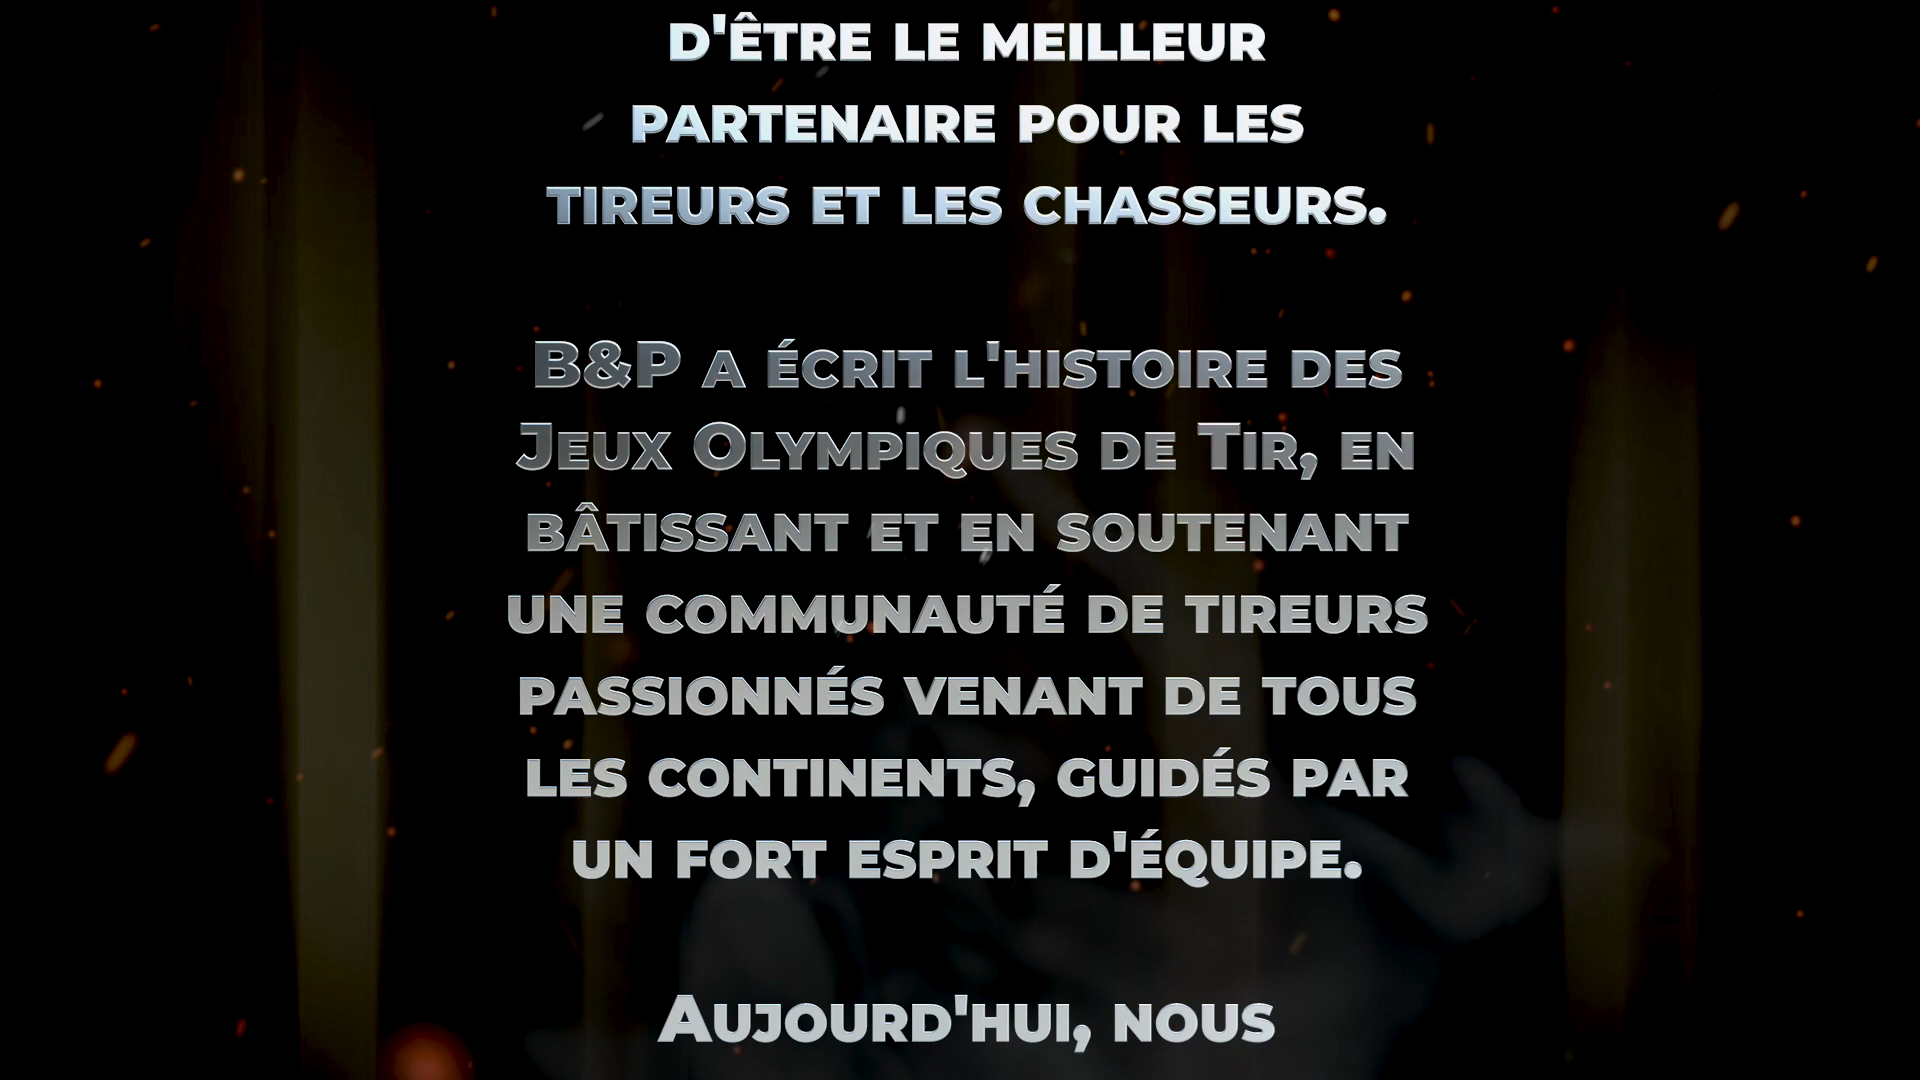 D'ÊTRE LE MEILLEUR
PARTENAIRE POUR LES
TIREURS ET LES CHASSEURS.
B&P A ÉCRIT L'HISTOIRE DES
JEUX OLYMPIQUES DE TIR, EN
BÂTISSANT ET EN SOUTENANT
UNE COMMUNAUTÉ DE TIREURS
PASSIONNÉS VENANT DE TOUS
LES CONTINENTS, GUIDÉS PAR
UN FORT ESPRIT D'ÉQUIPE.
AUJOURD'HUI, NOUS